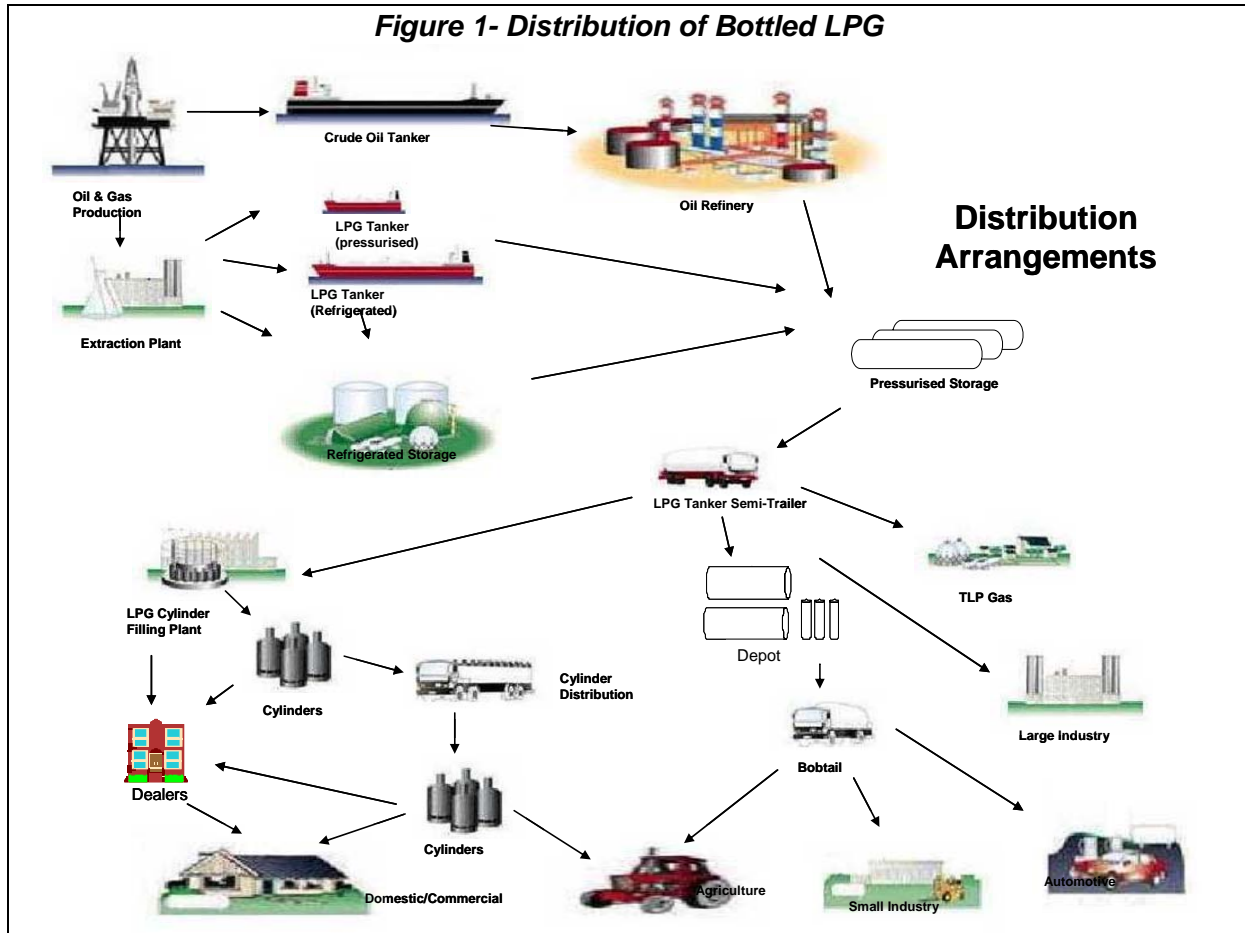 Figure 1- Distribution of Bottled LPG
Crude Oil Tanker
Oil & Gas
Production
Oil Refinery
LPG Tanker
(pressurised)
Distribution
Arrangements
LPG Tanker
(Refrigerated)
Extraction Plant
Pressurised Storage
Refrigerated Storage
LPG Tanker Semi-Trailer
TLP Gas
LPG Cylinder
Filling Plant
Depot
Cylinder
Distribution
Cylinders
Large Industry
Bobtail
Dealers
Cylinders
Agriculture
Automotive
Domestic/Commercial
Small Industry